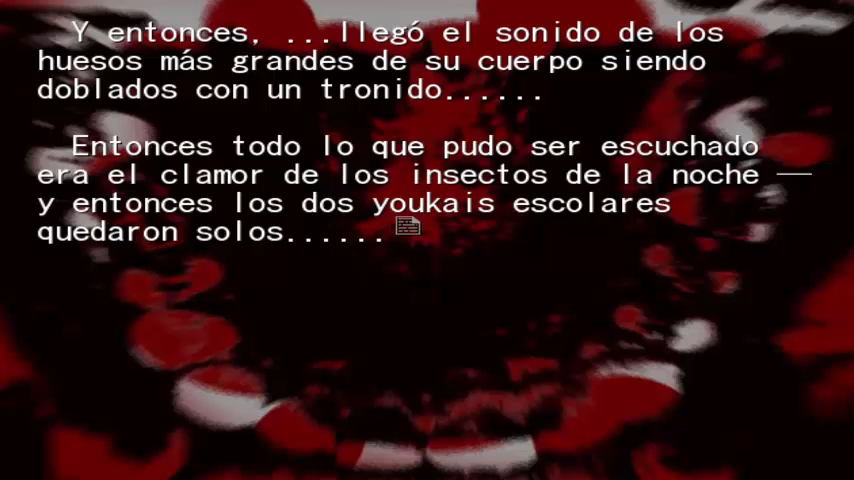 Y entonces, ...llegó el sonido de los
huesos más grandes de su cuerpo siendo
doblados con un tronido......
Entonces todo lo que pudo ser escuchado
era el clamor de los insectos de la noche ──
y entonces los dos youkais escolares
quedaron solos......